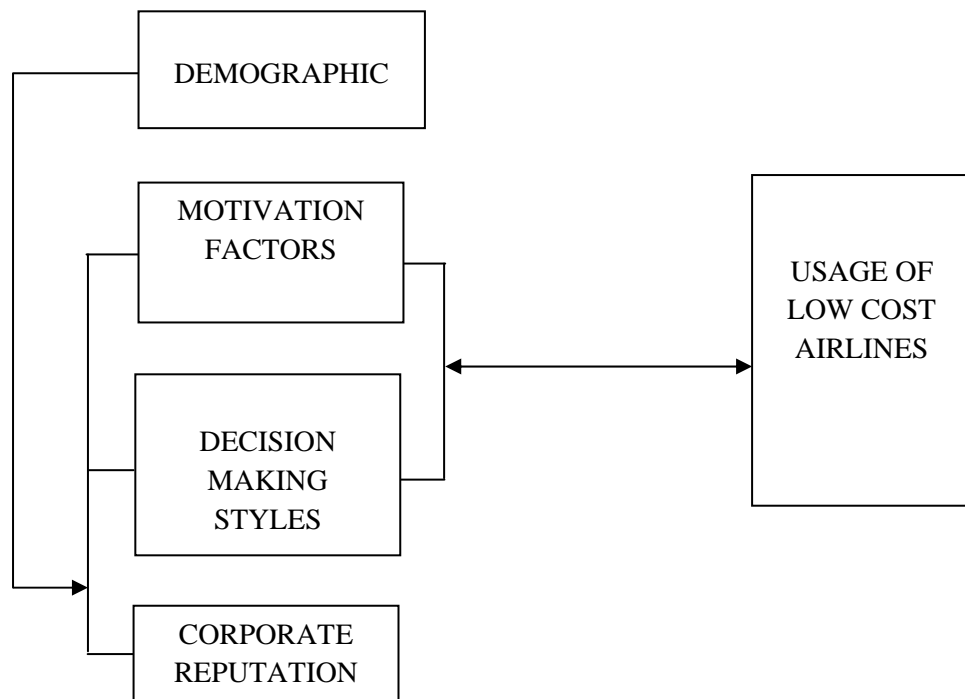 DEMOGRAPHIC
MOTIVATION
FACTORS
DECISION
MAKING
STYLES
CORPORATE
REPUTATION
USAGE OF
LOW COST
AIRLINES